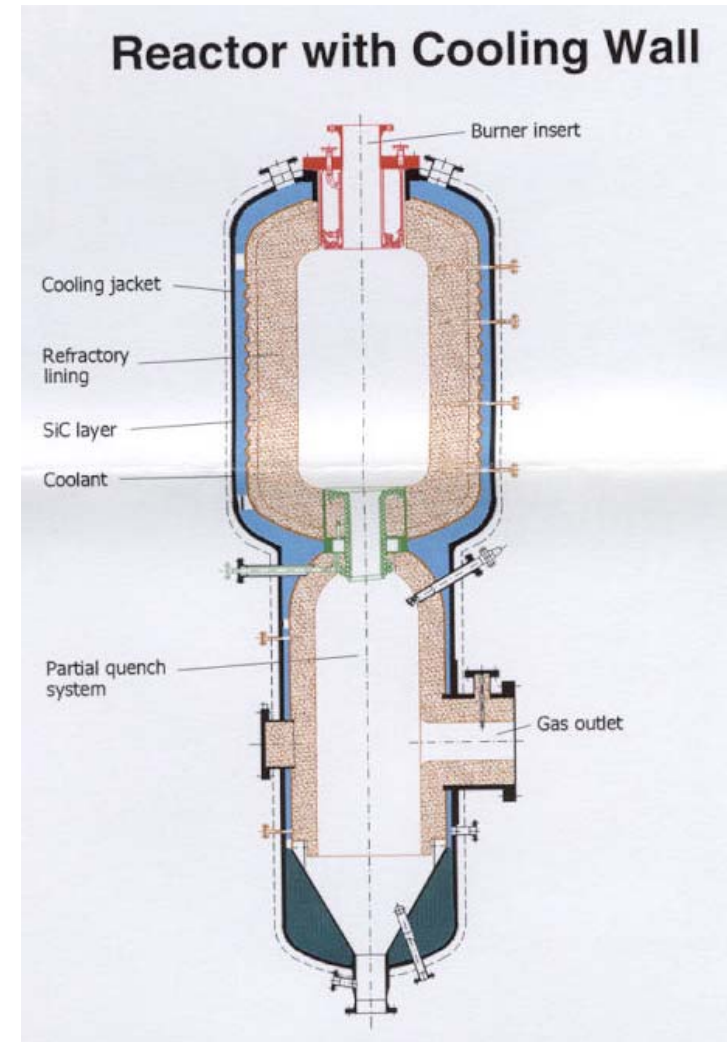 Reactor with Cooling Wall
Burner insert
Cooling jacket
Refractory
lining
SiC layer
Coolant
Partial quench
system
Gas outlet